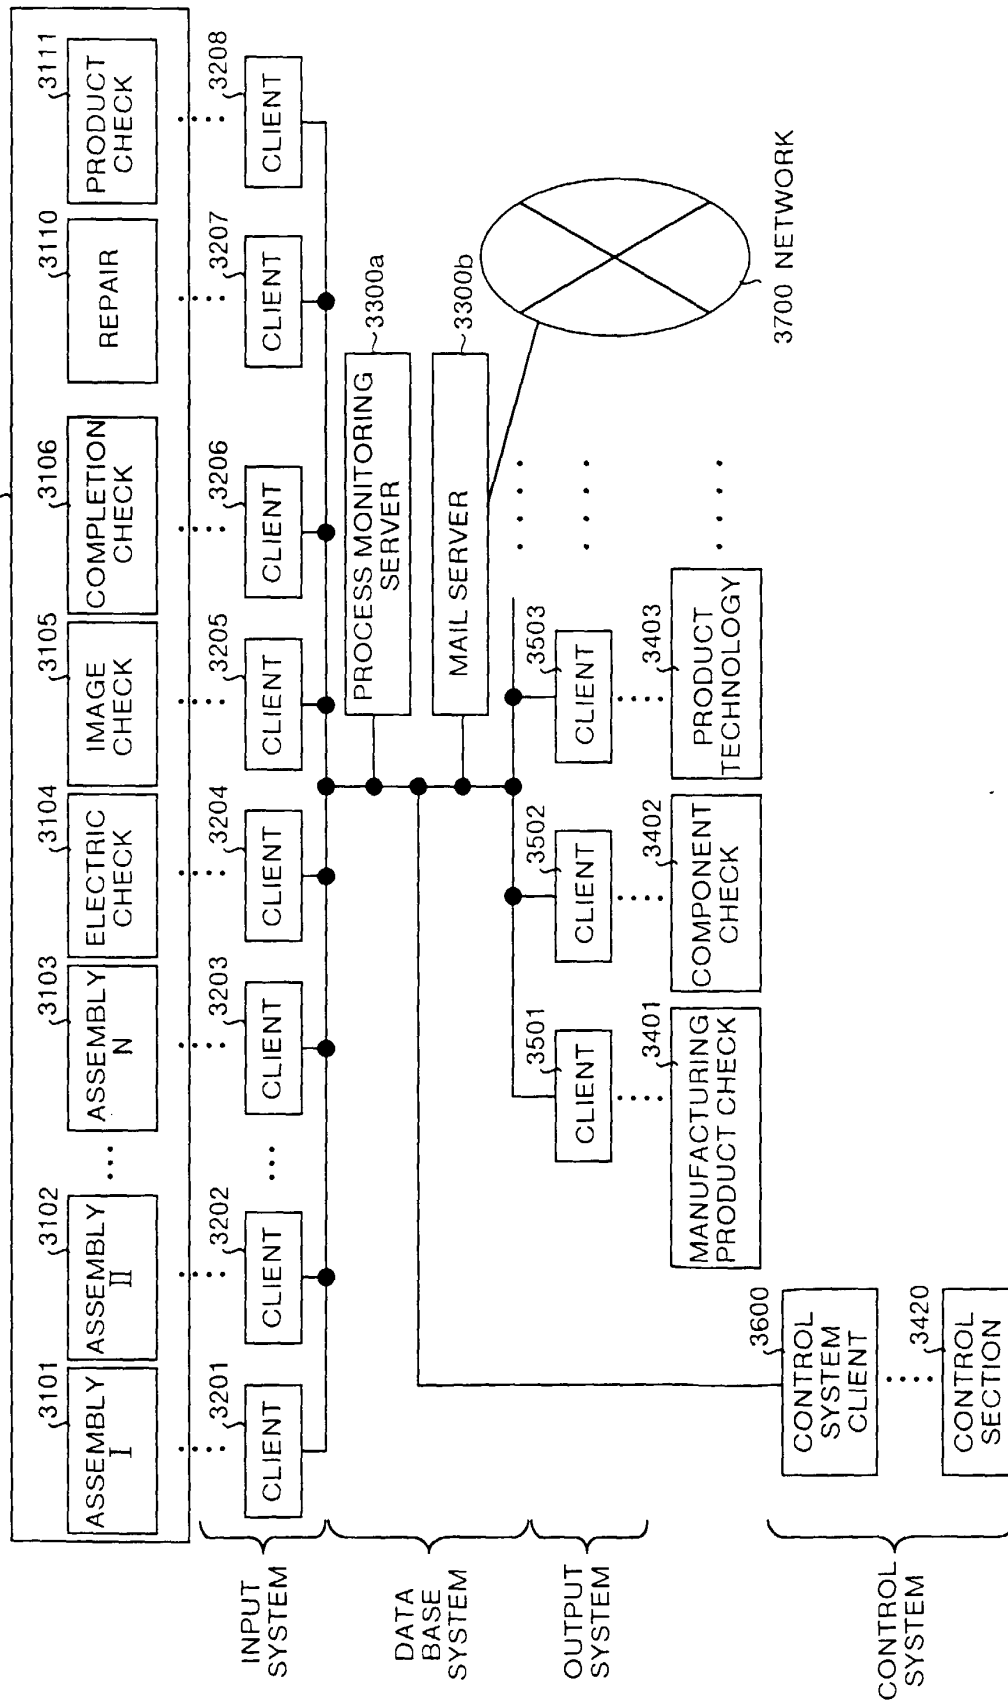 3101
3102
3103
3104
3105
3106
3110
3111
ASSEMBLY
I
ASSEMBLY
II
...
ASSEMBLY
N
ELECTRIC
CHECK
IMAGE
CHECK
COMPLETION
CHECK
REPAIR
PRODUCT
CHECK
3201
3202
3203
3204
3205
3206
3207
3208
INPUT
SYSTEM
CLIENT
CLIENT
...
CLIENT
CLIENT
CLIENT
CLIENT
CLIENT
CLIENT
DATA
BASE
SYSTEM
PROCESS MONITORING
SERVER
3300a
MAIL SERVER
3300b
3700 NETWORK
OUTPUT
SYSTEM
3501
3502
3503
CLIENT
CLIENT
CLIENT
3401
3402
3403
MANUFACTURING
PRODUCT CHECK
COMPONENT
CHECK
PRODUCT
TECHNOLOGY
CONTROL
SYSTEM
3600
CONTROL
SYSTEM
CLIENT
3420
CONTROL
SECTION